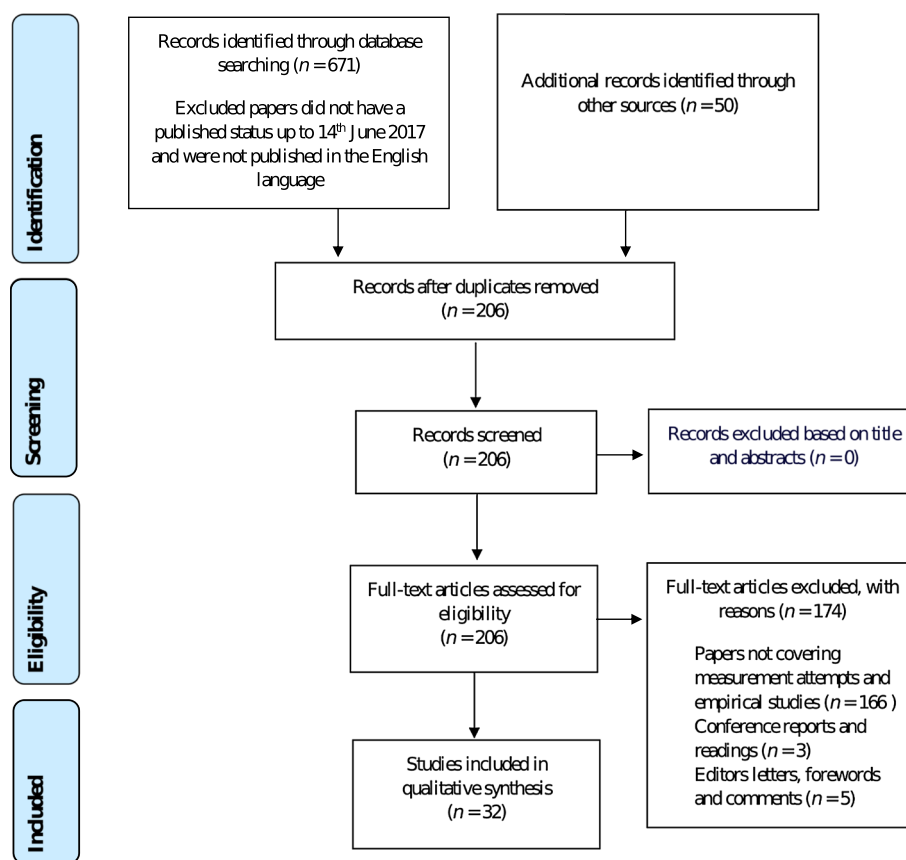 Identification
Records identified through database
searching (n = 671)
Excluded papers did not have a
published status up to 14th June 2017
and were not published in the English
language
Additional records identified through
other sources (n = 50)
Screening
Records after duplicates removed
(n = 206)
Records screened
(n = 206)
Records excluded based on title
and abstracts (n = 0)
Eligibility
Full-text articles assessed for
eligibility
(n = 206)
Full-text articles excluded, with
reasons (n = 174)
Papers not covering
measurement attempts and
empirical studies (n = 166 )
Conference reports and
readings (n = 3)
Editors letters, forewords
and comments (n = 5)
Included
Studies included in
qualitative synthesis
(n = 32)